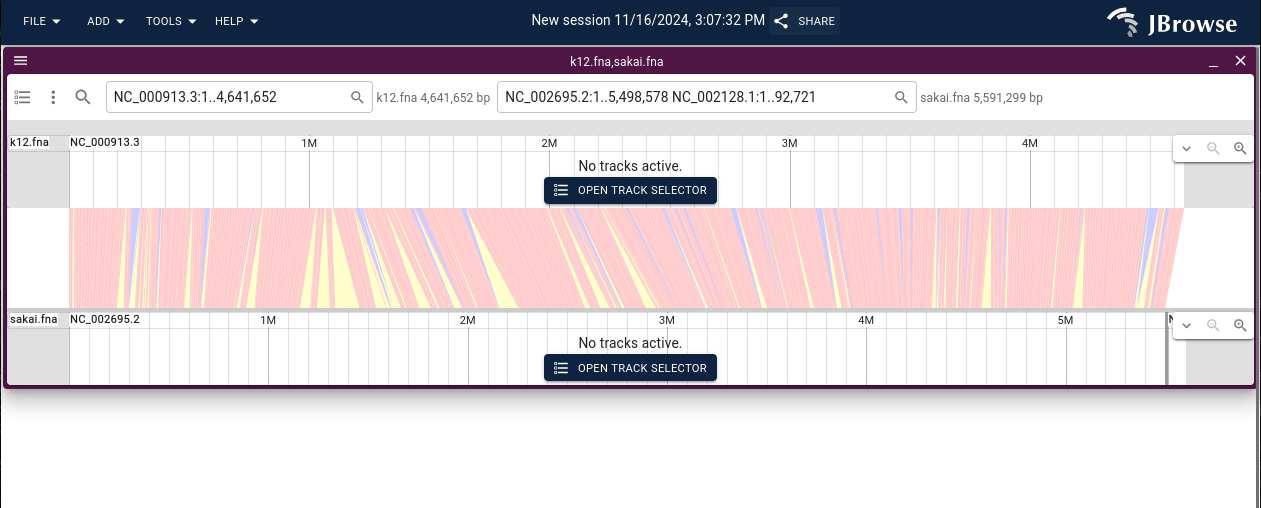 FILE ADD TOOLS HELP New session 11/16/2024, 3:07:32 PM SHARE JBrowse
k12.fna,sakai.fna
NC_000913.3:1..4,641,652 k12.fna 4,641,652 bp NC_002695.2:1..5,498,578 NC_002128.1:1..92,721 sakai.fna 5,591,299 bp
k12.fna NC_000913.3 1M 2M 3M 4M
No tracks active.
OPEN TRACK SELECTOR
sakai.fna NC_002695.2 1M 2M 3M 4M 5M
No tracks active.
OPEN TRACK SELECTOR